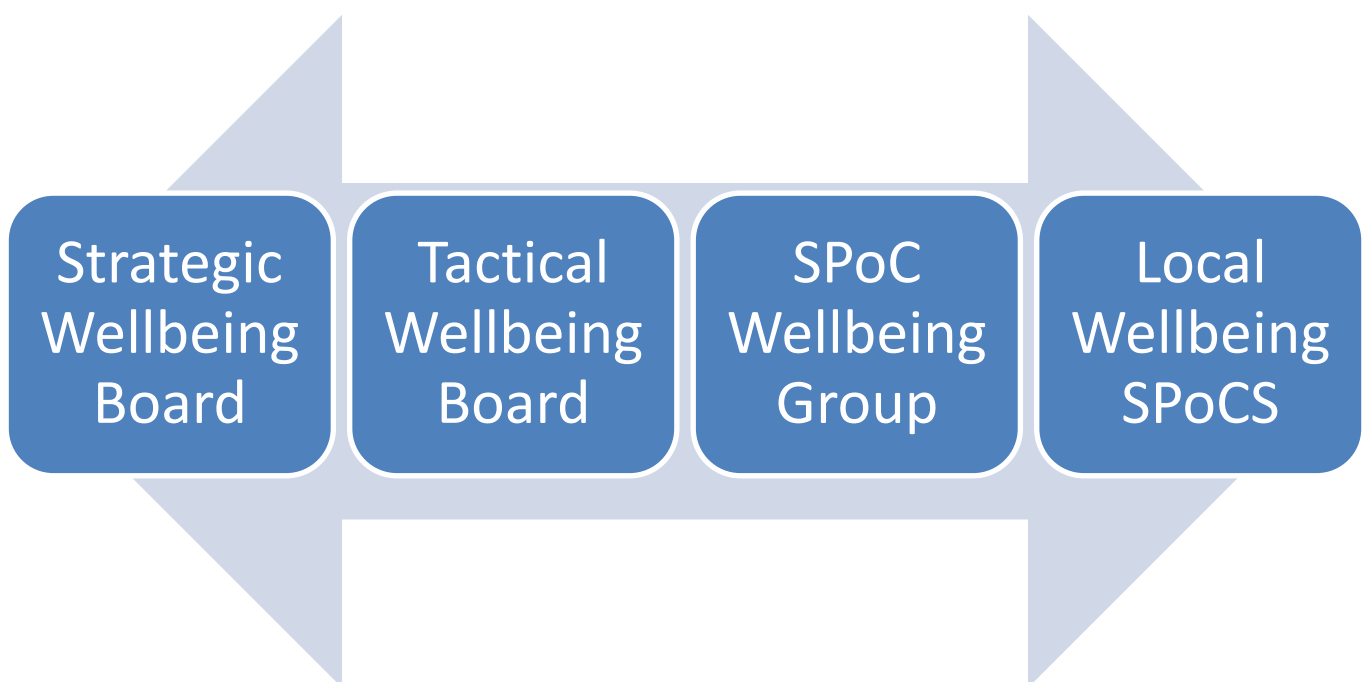 Strategic
Wellbeing
Board
Tactical
Wellbeing
Board
SPoC
Wellbeing
Group
Local
Wellbeing
SPoCS